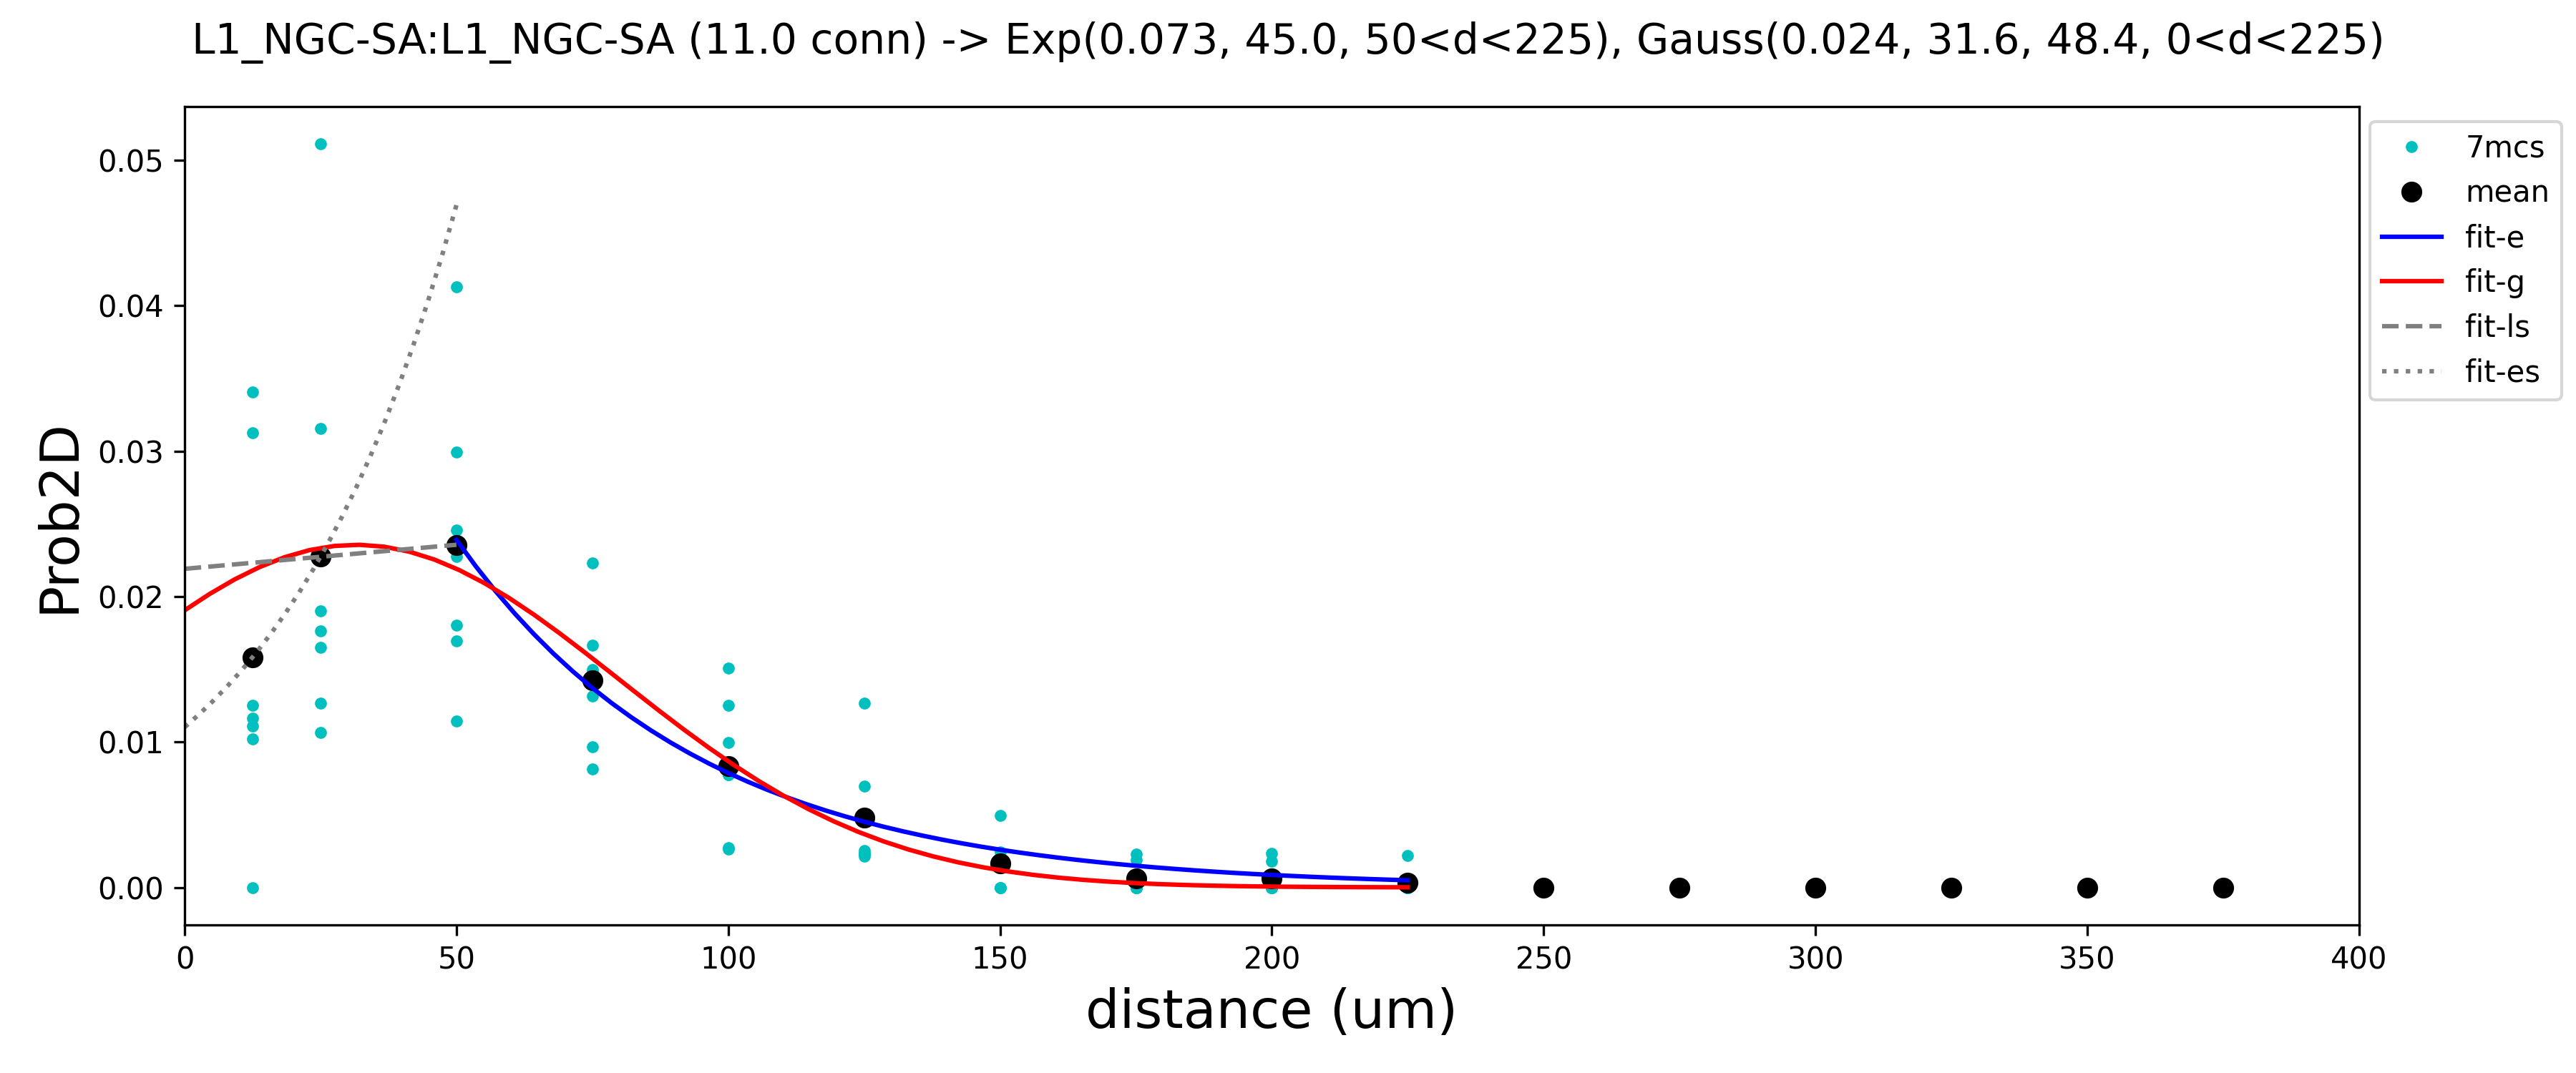 L1_NGC-SA:L1_NGC-SA (11.0 conn) -> Exp(0.073, 45.0, 50<d<225), Gauss(0.024, 31.6, 48.4, 0<d<225)
7mcs
mean
fit-e
fit-g
fit-ls
fit-es
Prob2D
0.05
0.04
0.03
0.02
0.01
0.00
0 50 100 150 200 250 300 350 400
distance (um)